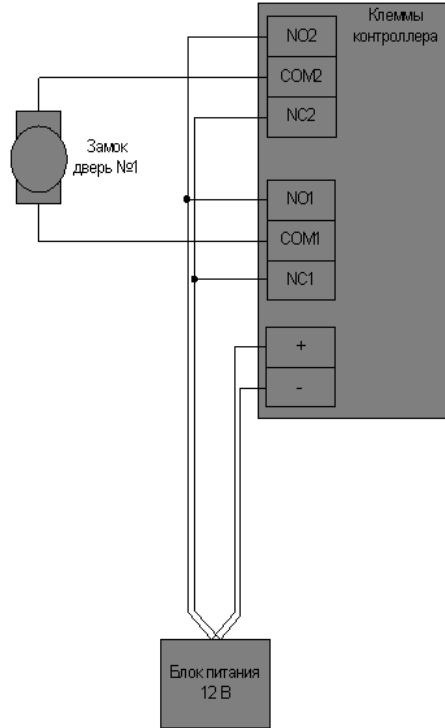 Клеммы
контроллера
NO2
COM2
NC2
Замок
дверь №1
NO1
COM1
NC1
+
-
Блок питания
12 В